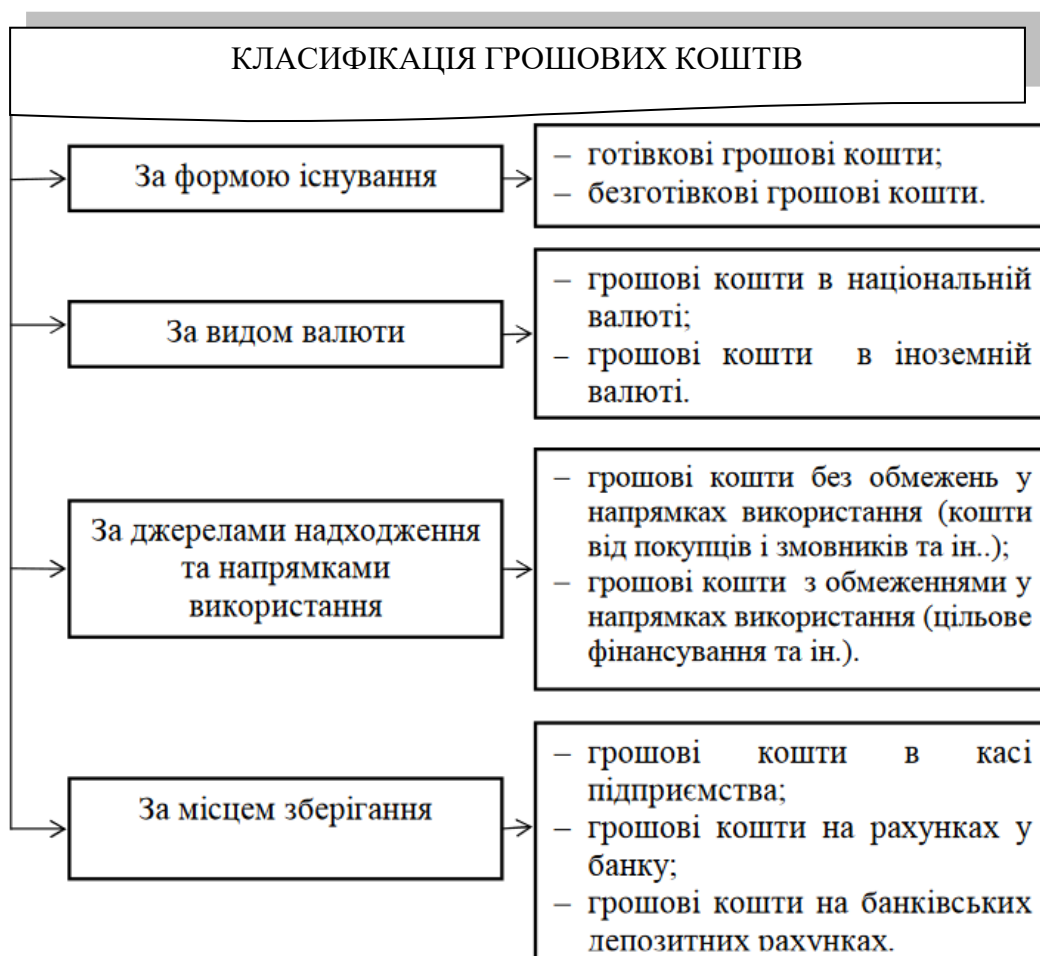 КЛАСИФІКАЦІЯ ГРОШОВИХ КОШТІВ
За формою існування
– готівкові грошові кошти;
– безготівкові грошові кошти.
За видом валюти
– грошові кошти в національній
валюті;
– грошові кошти в іноземній
валюті.
За джерелами надходження
та напрямками
використання
– грошові кошти без обмежень у
напрямках використання (кошти
від покупців і змовників та ін..);
– грошові кошти з обмеженнями у
напрямках використання (цільове
фінансування та ін.).
За місцем зберігання
– грошові кошти в касі
підприємства;
– грошові кошти на рахунках у
банку;
– грошові кошти на банківських
депозитних рахунках.